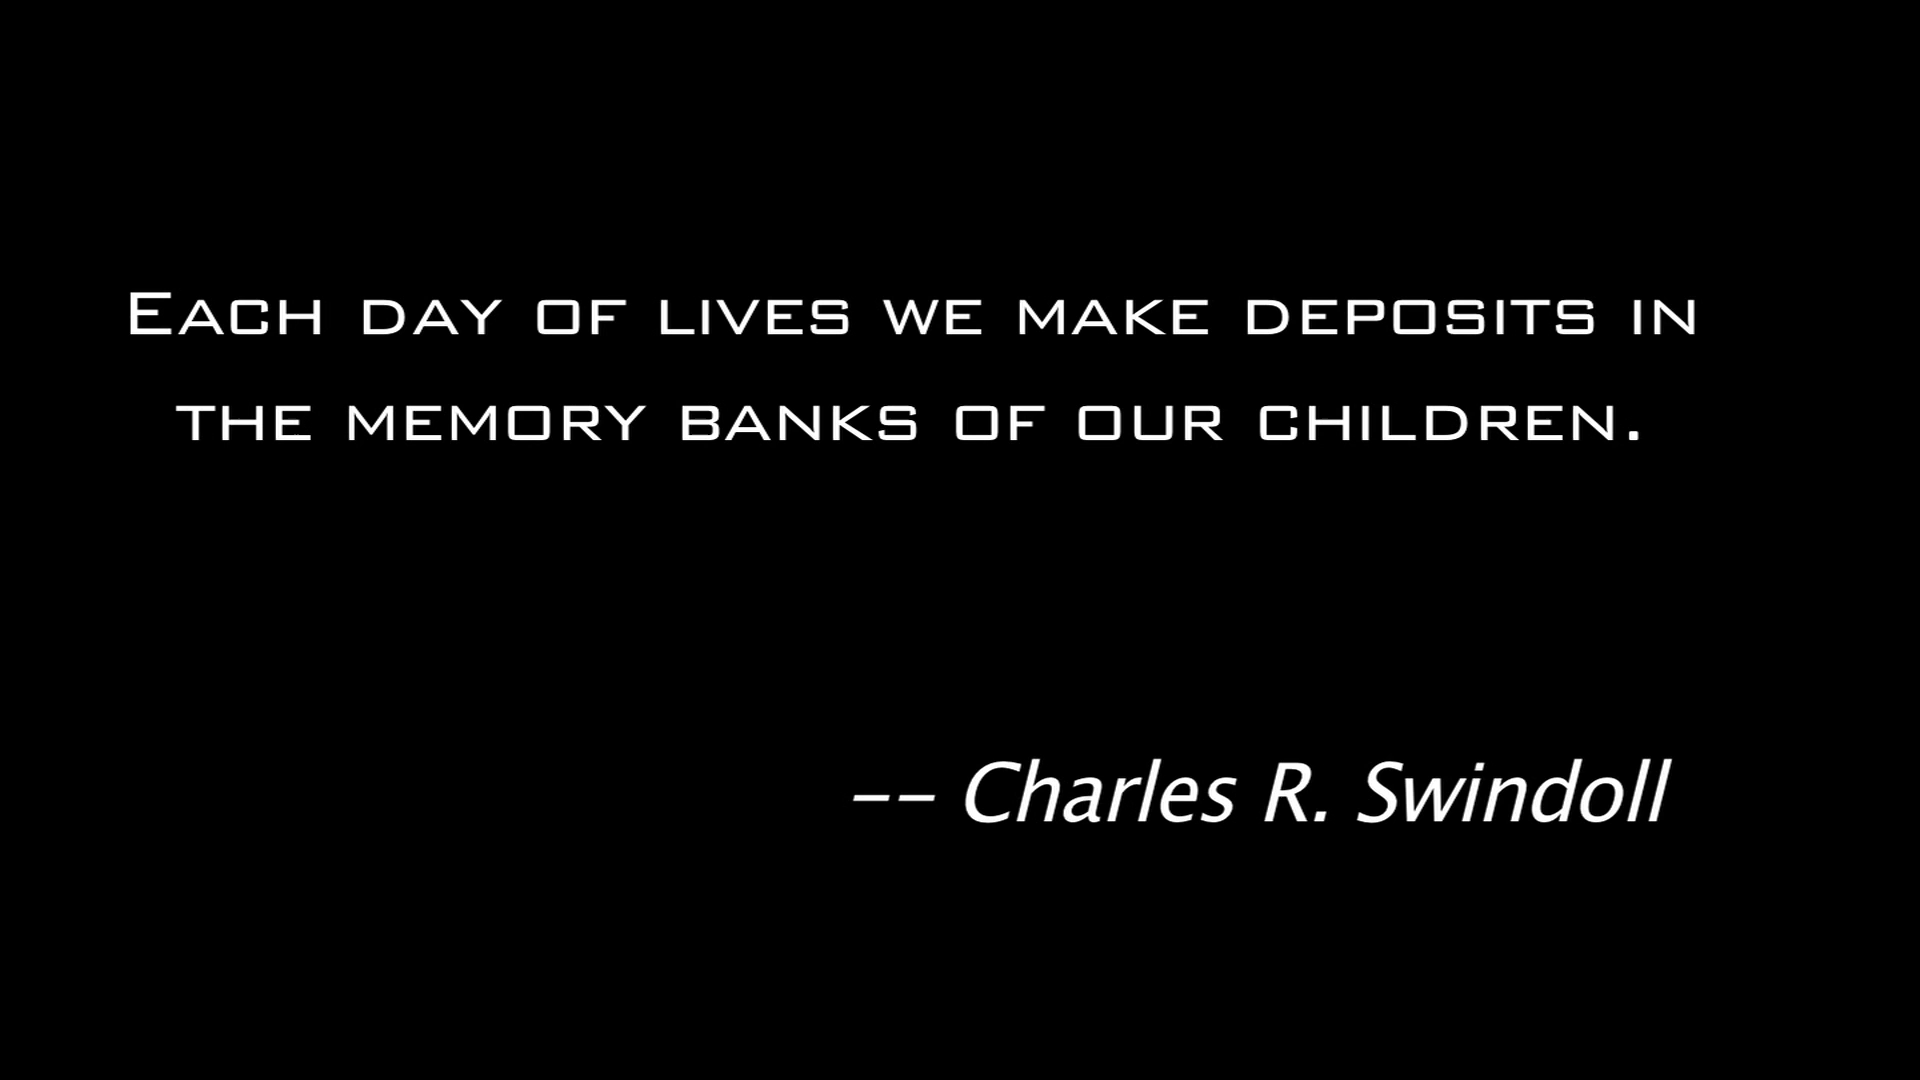 Each day of lives we make deposits in
the memory banks of our children.
-- Charles R. Swindoll